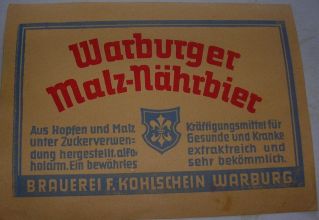 Warburger
Malz-Nährbier
Aus Hopfen und Malz
unter Zuckerverwen-
dung hergestellt, alko-
holarm. Ein bewährtes
Kräftigungsmittel für
Gesunde und Kranke
extraktreich und
sehr bekömmlich.
BRAUEREI F. KOHLSCHEIN WARBURG